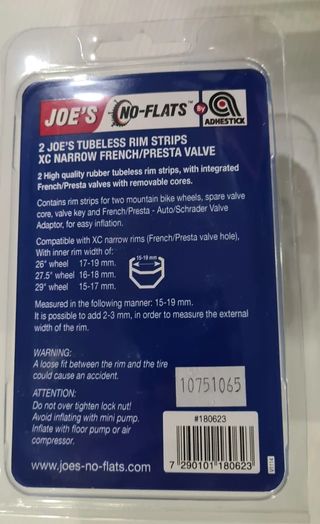 JOE'S NO-FLATS™ By ADHESTICK
2 JOE'S TUBELESS RIM STRIPS
XC NARROW FRENCH/PRESTA VALVE
2 High quality rubber tubeless rim strips, with integrated
French/Presta valves with removable cores.
Contains rim strips for two mountain bike wheels, spare valve
core, valve key and French/Presta - Auto/Schrader Valve
Adaptor, for easy inflation.
Compatible with XC narrow rims (French/Presta valve hole),
With inner rim width of:
26" wheel 17-19 mm.
27.5" wheel 16-18 mm.
29" wheel 15-17 mm.
15-19 mm
Measured in the following manner: 15-19 mm.
It is possible to add 2-3 mm, in order to measure the external
width of the rim.
WARNING:
A loose fit between the rim and the tire
could cause an accident.
ATTENTION:
Do not over tighten lock nut!
Avoid inflating with mini pump.
Inflate with floor pump or air
compressor.
www.joes-no-flats.com
10751065
#180623
7 290101 180623